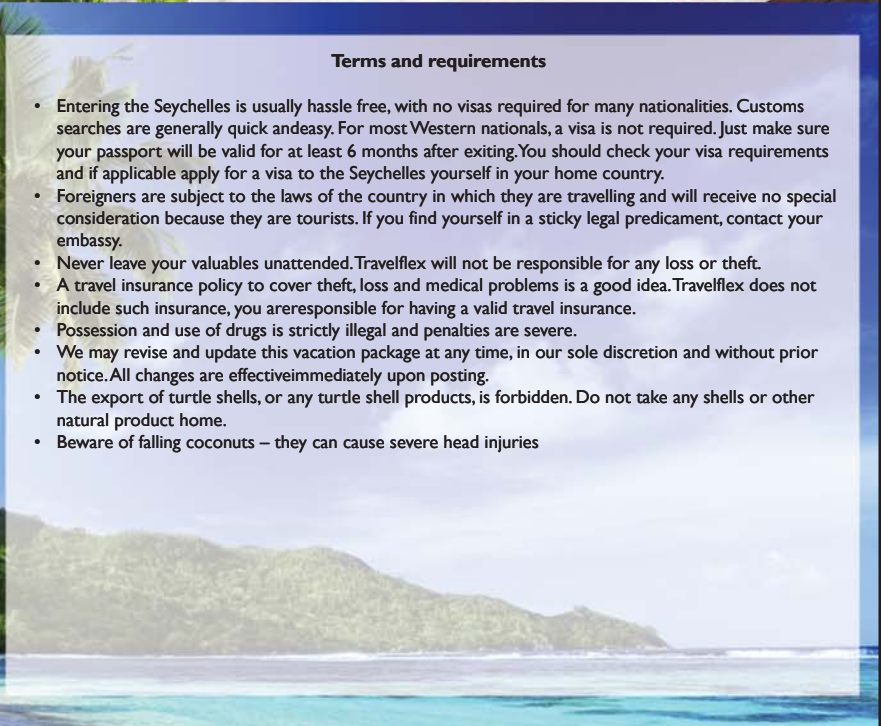 Terms and requirements
• Entering the Seychelles is usually hassle free, with no visas required for many nationalities. Customs
searches are generally quick andeasy. For most Western nationals, a visa is not required. Just make sure
your passport will be valid for at least 6 months after exiting.You should check your visa requirements
and if applicable apply for a visa to the Seychelles yourself in your home country.
• Foreigners are subject to the laws of the country in which they are travelling and will receive no special
consideration because they are tourists. If you find yourself in a sticky legal predicament, contact your
embassy.
• Never leave your valuables unattended.Travelflex will not be responsible for any loss or theft.
• A travel insurance policy to cover theft, loss and medical problems is a good idea.Travelflex does not
include such insurance, you areresponsible for having a valid travel insurance.
• Possession and use of drugs is strictly illegal and penalties are severe.
• We may revise and update this vacation package at any time, in our sole discretion and without prior
notice.All changes are effectiveimmediately upon posting.
• The export of turtle shells, or any turtle shell products, is forbidden. Do not take any shells or other
natural product home.
• Beware of falling coconuts – they can cause severe head injuries